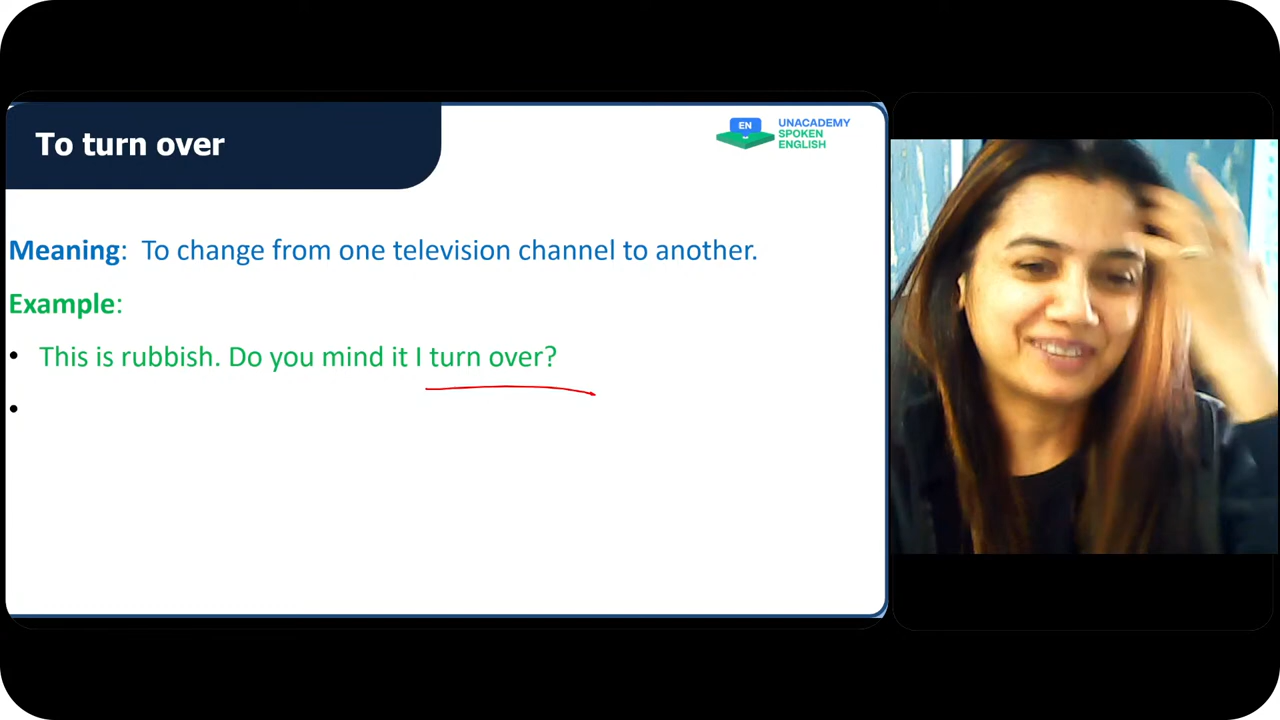 To turn over
EN
UNACADEMY
SPOKEN
ENGLISH
Meaning: To change from one television channel to another.
Example:
• This is rubbish. Do you mind it I turn over?
•